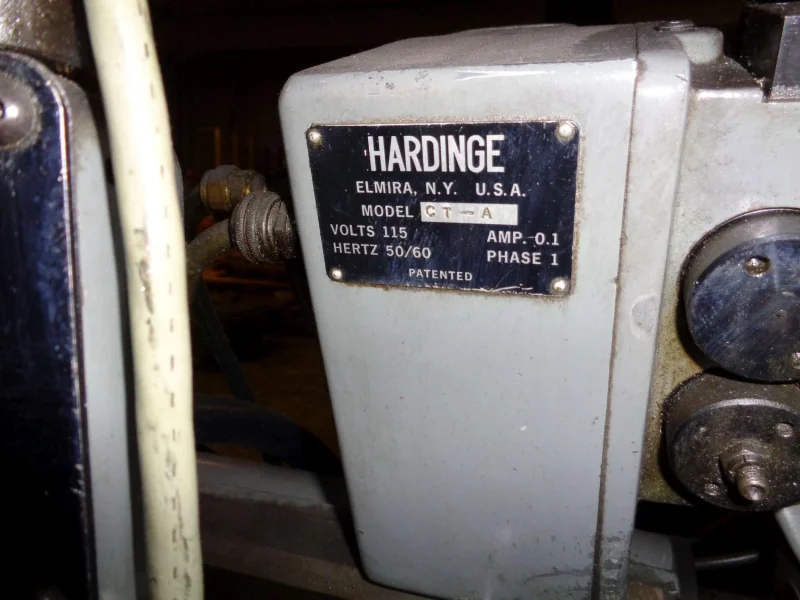 HARDINGE
ELMIRA, N.Y. U.S.A.
MODEL CT-A
VOLTS 115 AMP. 0.1
HERTZ 50/60 PHASE 1
PATENTED